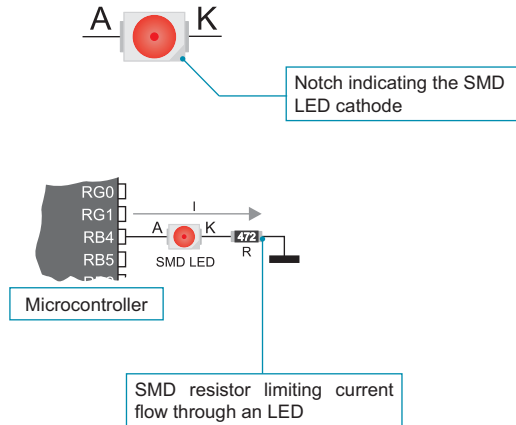 A K
Notch indicating the SMD
LED cathode
RG0
I
RG1
A K
RB4
472
SMD LED
R
RB5
Microcontroller
SMD resistor limiting current
flow through an LED